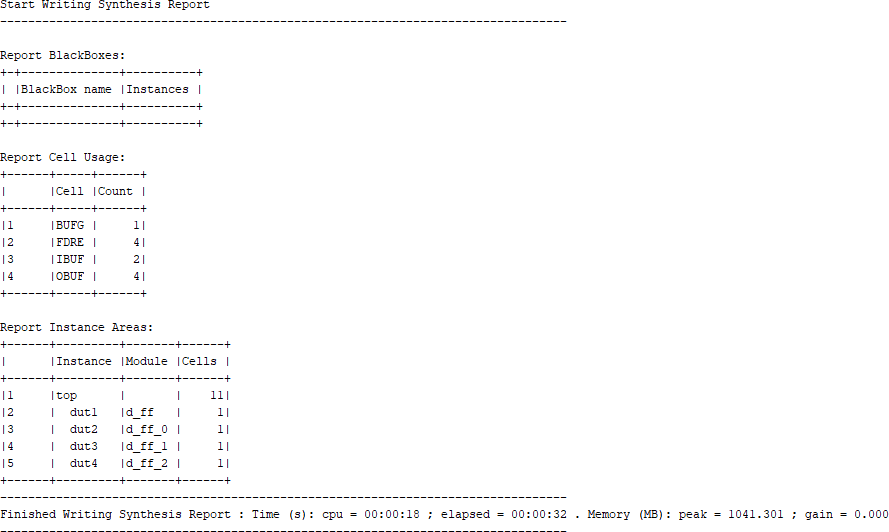 Start Writing Synthesis Report
---------------------------------------------------------------------------------

Report BlackBoxes:
+-+--------------+----------+
| |BlackBox name |Instances |
+-+--------------+----------+
+-+--------------+----------+

Report Cell Usage:
+------+-----+------+
|      |Cell |Count |
+------+-----+------+
|1     |BUFG |     1|
|2     |FDRE |     4|
|3     |IBUF |     2|
|4     |OBUF |     4|
+------+-----+------+

Report Instance Areas:
+------+---------+-------+------+
|      |Instance |Module |Cells |
+------+---------+-------+------+
|1     |top      |       |    11|
|2     |  dut1   |d_ff   |     1|
|3     |  dut2   |d_ff_0 |     1|
|4     |  dut3   |d_ff_1 |     1|
|5     |  dut4   |d_ff_2 |     1|
+------+---------+-------+------+
---------------------------------------------------------------------------------
Finished Writing Synthesis Report : Time (s): cpu = 00:00:18 ; elapsed = 00:00:32 . Memory (MB): peak = 1041.301 ; gain = 0.000
---------------------------------------------------------------------------------